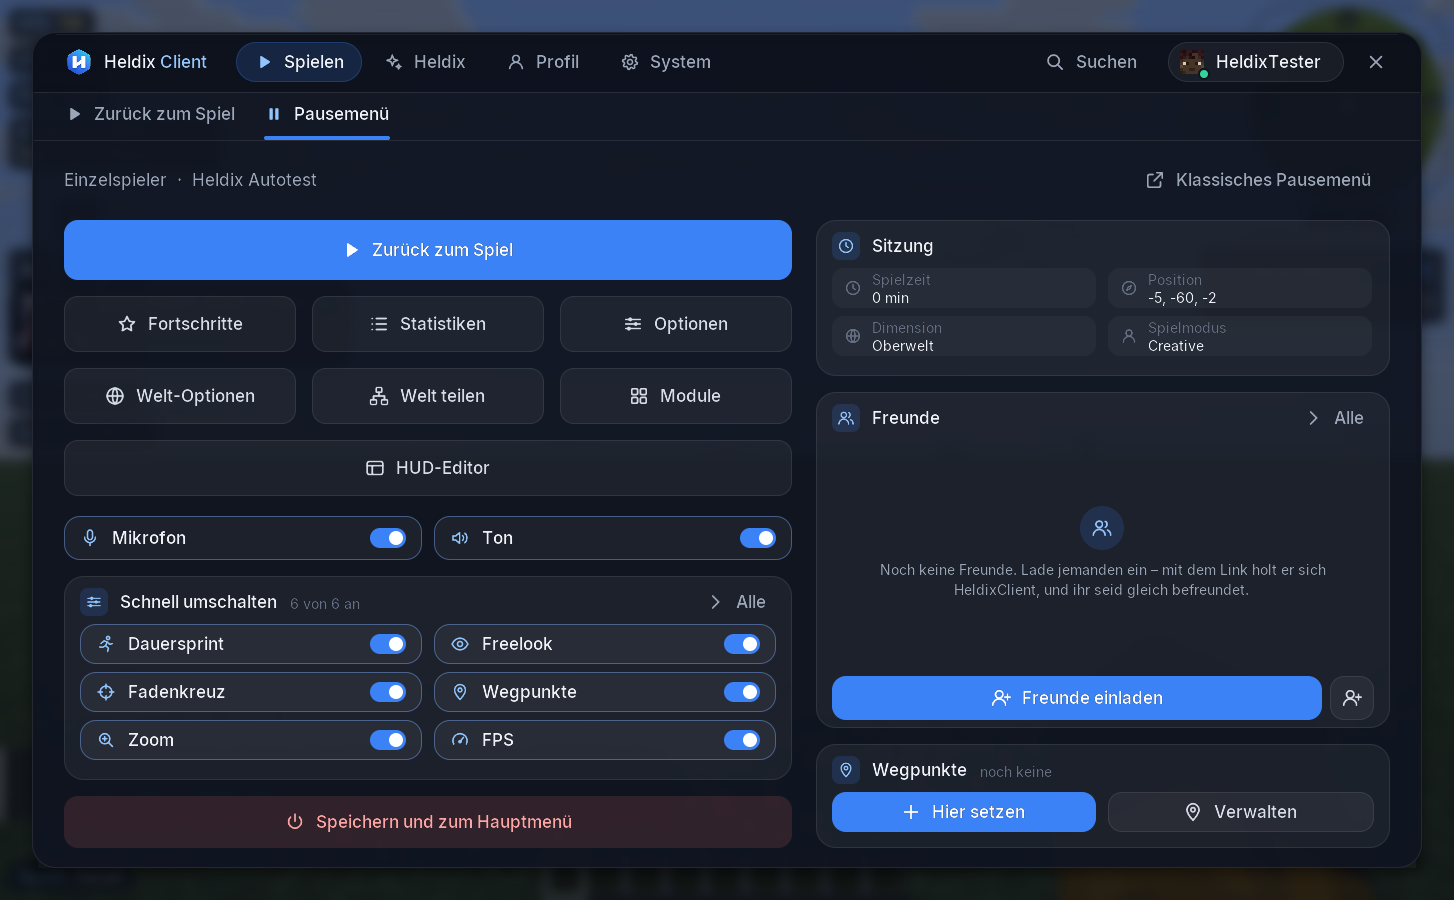 Heldix Client
Spielen
Heldix
Profil
System
Suchen
HeldixTester
Zurück zum Spiel
Pausemenü
Einzelspieler · Heldix Autotest
Klassisches Pausemenü
Zurück zum Spiel
Fortschritte
Statistiken
Optionen
Welt-Optionen
Welt teilen
Module
HUD-Editor
Mikrofon
Ton
Schnell umschalten 6 von 6 an
Alle
Dauersprint
Freelook
Fadenkreuz
Wegpunkte
Zoom
FPS
Speichern und zum Hauptmenü
Sitzung
Spielzeit
0 min
Position
-5, -60, -2
Dimension
Oberwelt
Spielmodus
Creative
Freunde
Alle
Noch keine Freunde. Lade jemanden ein – mit dem Link holt er sich
HeldixClient, und ihr seid gleich befreundet.
Freunde einladen
Wegpunkte noch keine
Hier setzen
Verwalten